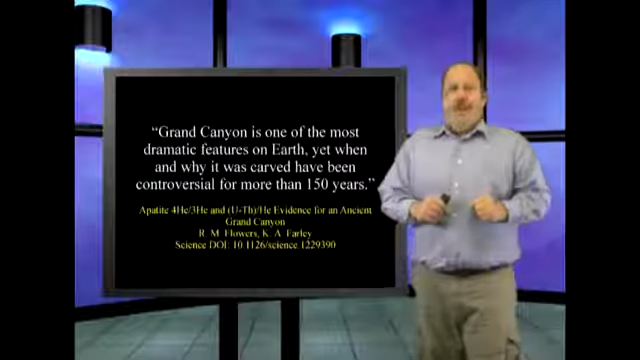 “Grand Canyon is one of the most
dramatic features on Earth, yet when
and why it was carved have been
controversial for more than 150 years.”
Apatite 4He/3He and (U-Th)/He Evidence for an Ancient
Grand Canyon
R. M. Flowers, K. A. Farley
Science DOI: 10.1126/science.1229390